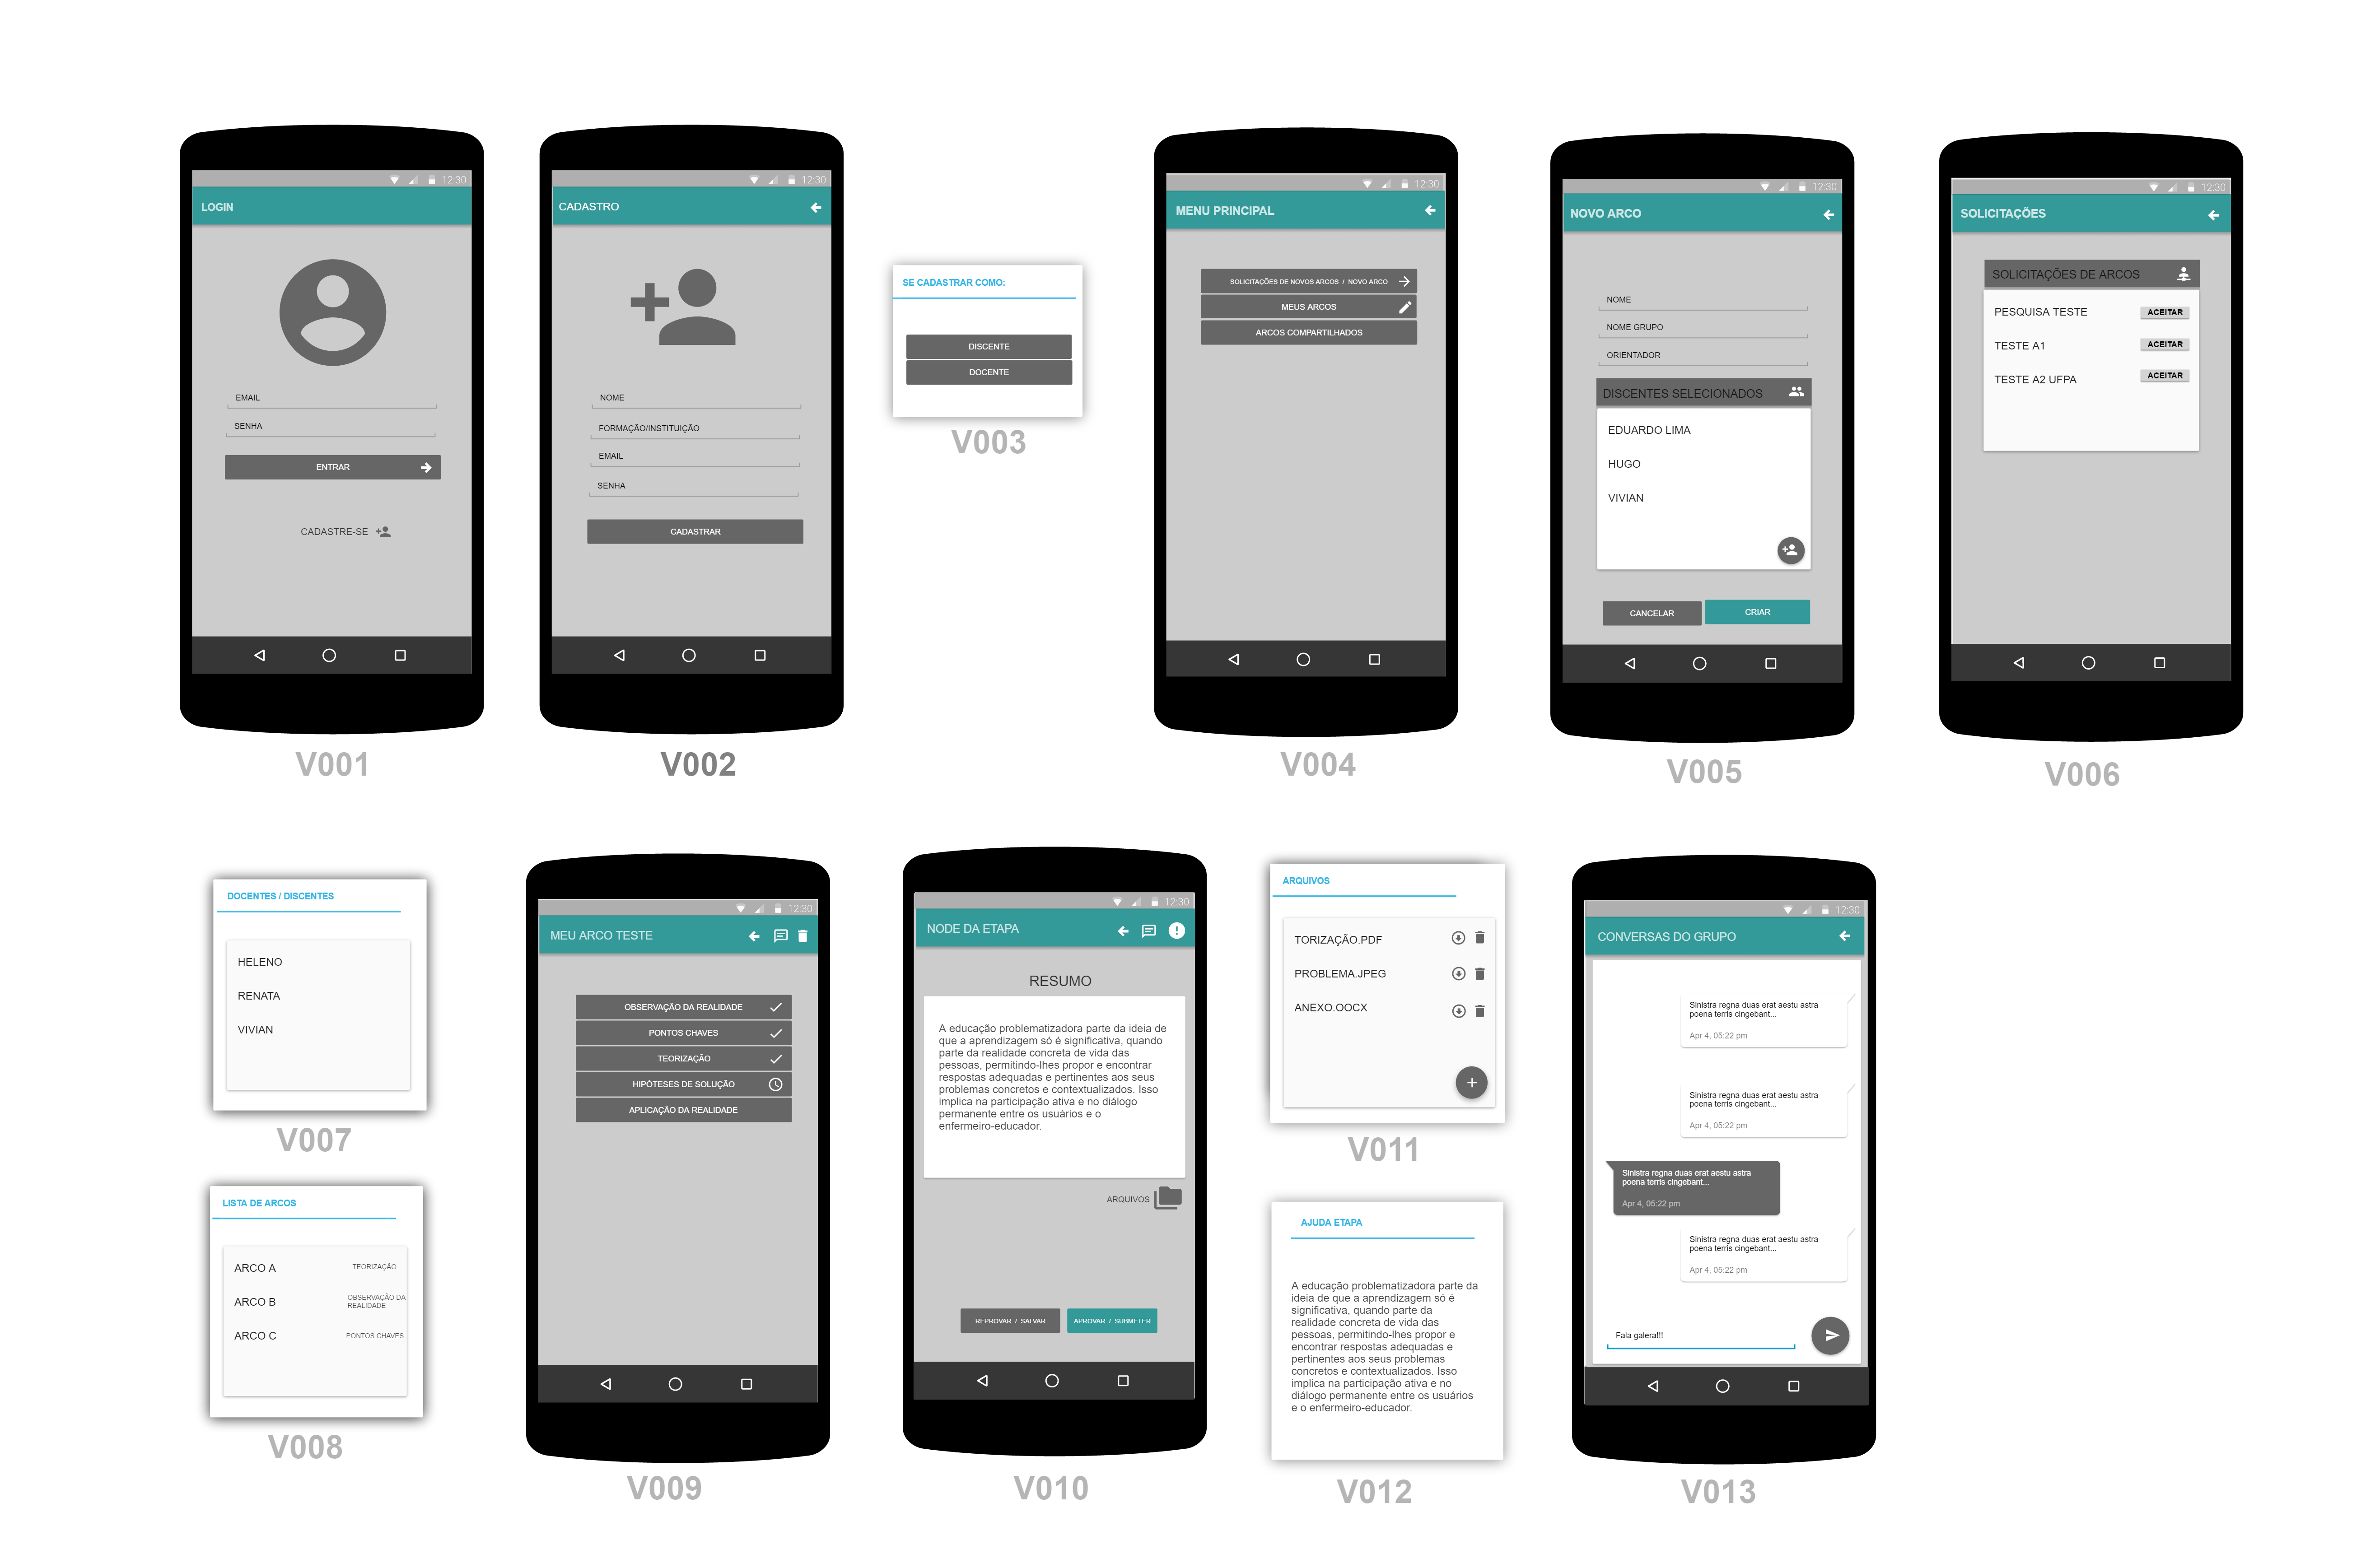 12:30
LOGIN
EMAIL
SENHA
ENTRAR
CADASTRE-SE
V001
12:30
CADASTRO
NOME
FORMAÇÃO/INSTITUIÇÃO
EMAIL
SENHA
CADASTRAR
V002
SE CADASTRAR COMO:
DISCENTE
DOCENTE
V003
12:30
MENU PRINCIPAL
SOLICITAÇÕES DE NOVOS ARCOS / NOVO ARCO
MEUS ARCOS
ARCOS COMPARTILHADOS
V004
12:30
NOVO ARCO
NOME
NOME GRUPO
ORIENTADOR
DISCENTES SELECIONADOS
EDUARDO LIMA
HUGO
VIVIAN
CANCELAR
CRIAR
V005
12:30
SOLICITAÇÕES
SOLICITAÇÕES DE ARCOS
PESQUISA TESTE ACEITAR
TESTE A1 ACEITAR
TESTE A2 UFPA ACEITAR
V006
DOCENTES / DISCENTES
HELENO
RENATA
VIVIAN
V007
LISTA DE ARCOS
ARCO A TEORIZAÇÃO
ARCO B OBSERVAÇÃO DA
REALIDADE
ARCO C PONTOS CHAVES
V008
12:30
MEU ARCO TESTE
OBSERVAÇÃO DA REALIDADE
PONTOS CHAVES
TEORIZAÇÃO
HIPÓTESES DE SOLUÇÃO
APLICAÇÃO DA REALIDADE
V009
12:30
NODE DA ETAPA
RESUMO
A educação problematizadora parte da ideia de
que a aprendizagem só é significativa, quando
parte da realidade concreta de vida das
pessoas, permitindo-lhes propor e encontrar
respostas adequadas e pertinentes aos seus
problemas concretos e contextualizados. Isso
implica na participação ativa e no diálogo
permanente entre os usuários e o
enfermeiro-educador.
ARQUIVOS
REPROVAR / SALVAR
APROVAR / SUBMETER
V010
ARQUIVOS
TORIZAÇÃO.PDF
PROBLEMA.JPEG
ANEXO.OOCX
V011
AJUDA ETAPA
A educação problematizadora parte da
ideia de que a aprendizagem só é
significativa, quando parte da
realidade concreta de vida das
pessoas, permitindo-lhes propor e
encontrar respostas adequadas e
pertinentes aos seus problemas
concretos e contextualizados. Isso
implica na participação ativa e no
diálogo permanente entre os usuários
e o enfermeiro-educador.
V012
12:30
CONVERSAS DO GRUPO
Sinistra regna duas erat aestu astra
poena terris cingebant...
Apr 4, 05:22 pm
Sinistra regna duas erat aestu astra
poena terris cingebant...
Apr 4, 05:22 pm
Sinistra regna duas erat aestu astra
poena terris cingebant...
Apr 4, 05:22 pm
Sinistra regna duas erat aestu astra
poena terris cingebant...
Apr 4, 05:22 pm
Fala galera!!!
V013